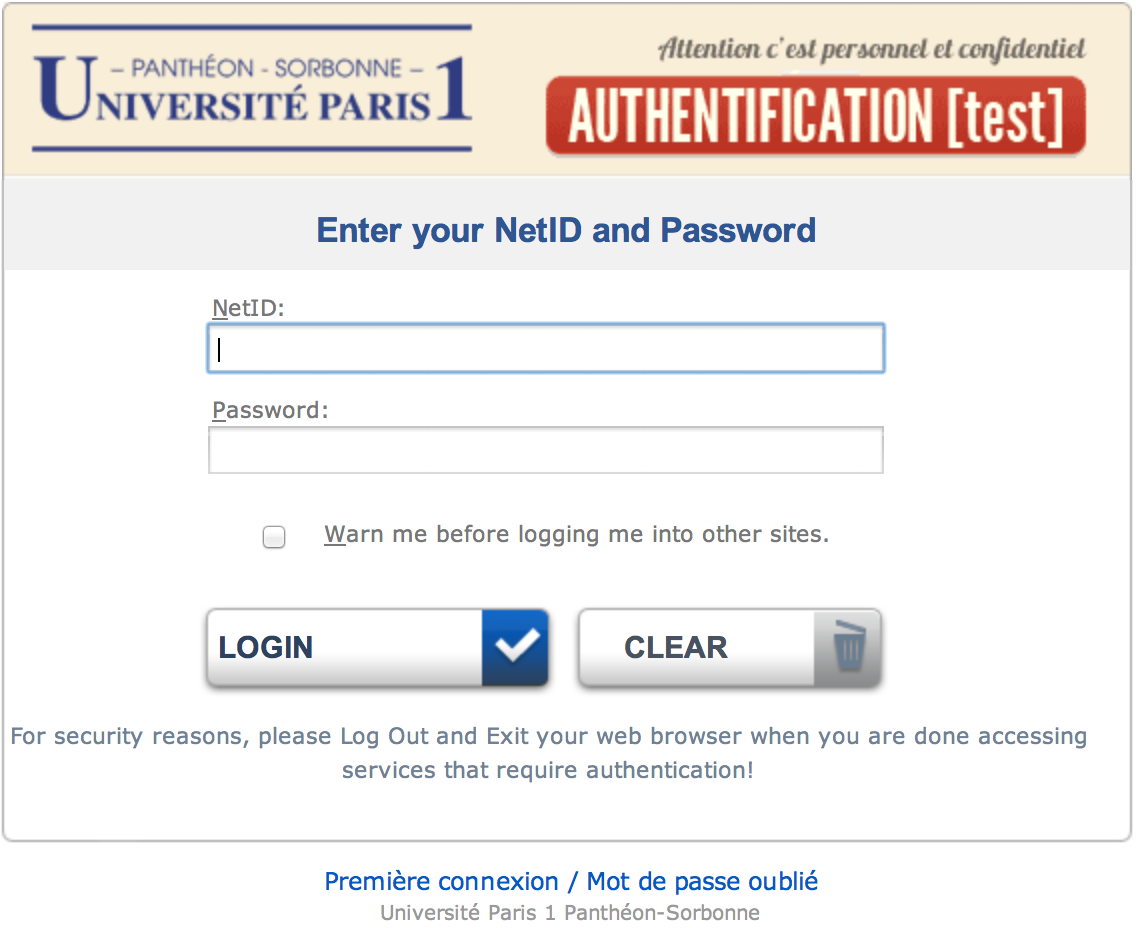 – PANTHÉON - SORBONNE –
UNIVERSITÉ PARIS 1
Attention c'est personnel et confidentiel
AUTHENTIFICATION [test]
Enter your NetID and Password
NetID:
Password:
Warn me before logging me into other sites.
LOGIN
CLEAR
For security reasons, please Log Out and Exit your web browser when you are done accessing
services that require authentication!
Première connexion / Mot de passe oublié
Université Paris 1 Panthéon-Sorbonne